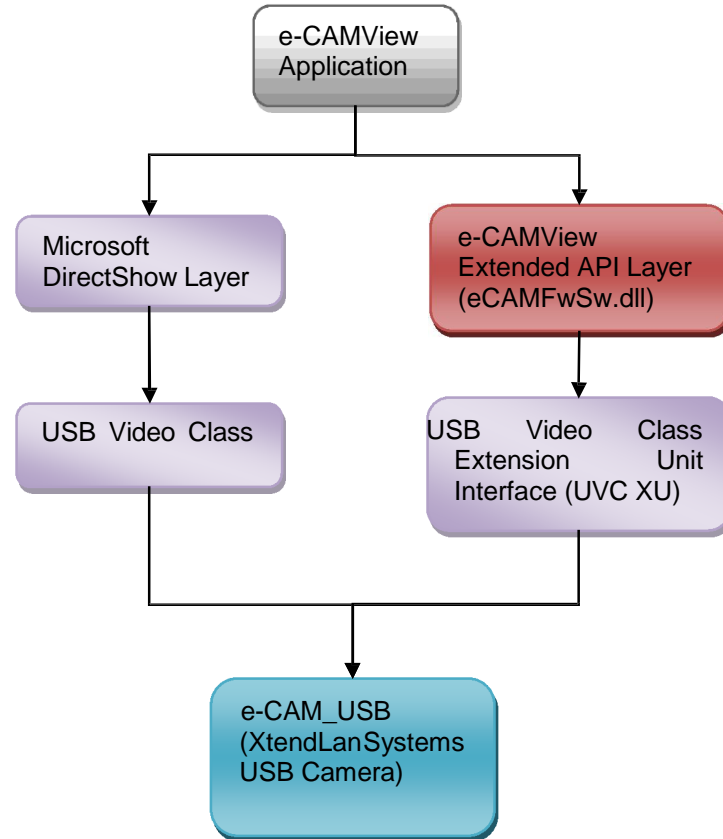 e-CAMView
Application
Microsoft
DirectShow Layer
e-CAMView
Extended API Layer
(eCAMFwSw.dll)
USB Video Class
USB Video Class
Extension Unit
Interface (UVC XU)
e-CAM_USB
(XtendLanSystems
USB Camera)